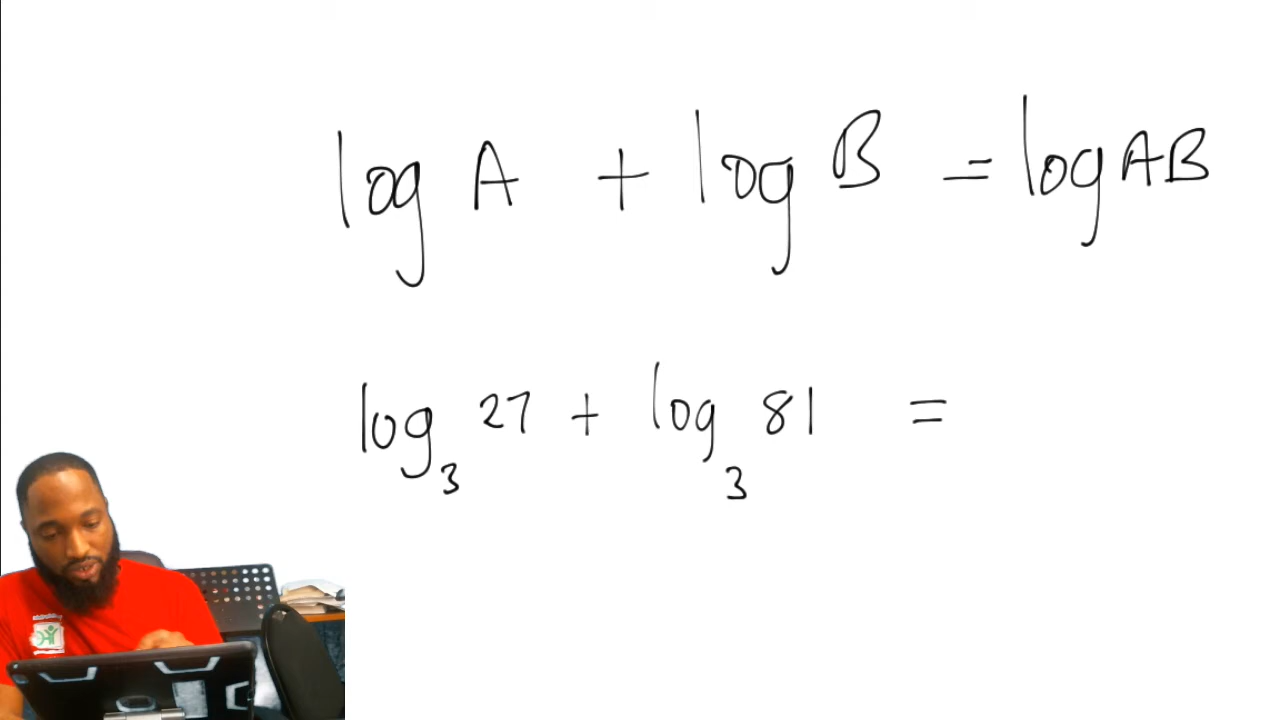 log A + log B = log AB
log₃ 27 + log₃ 81 =